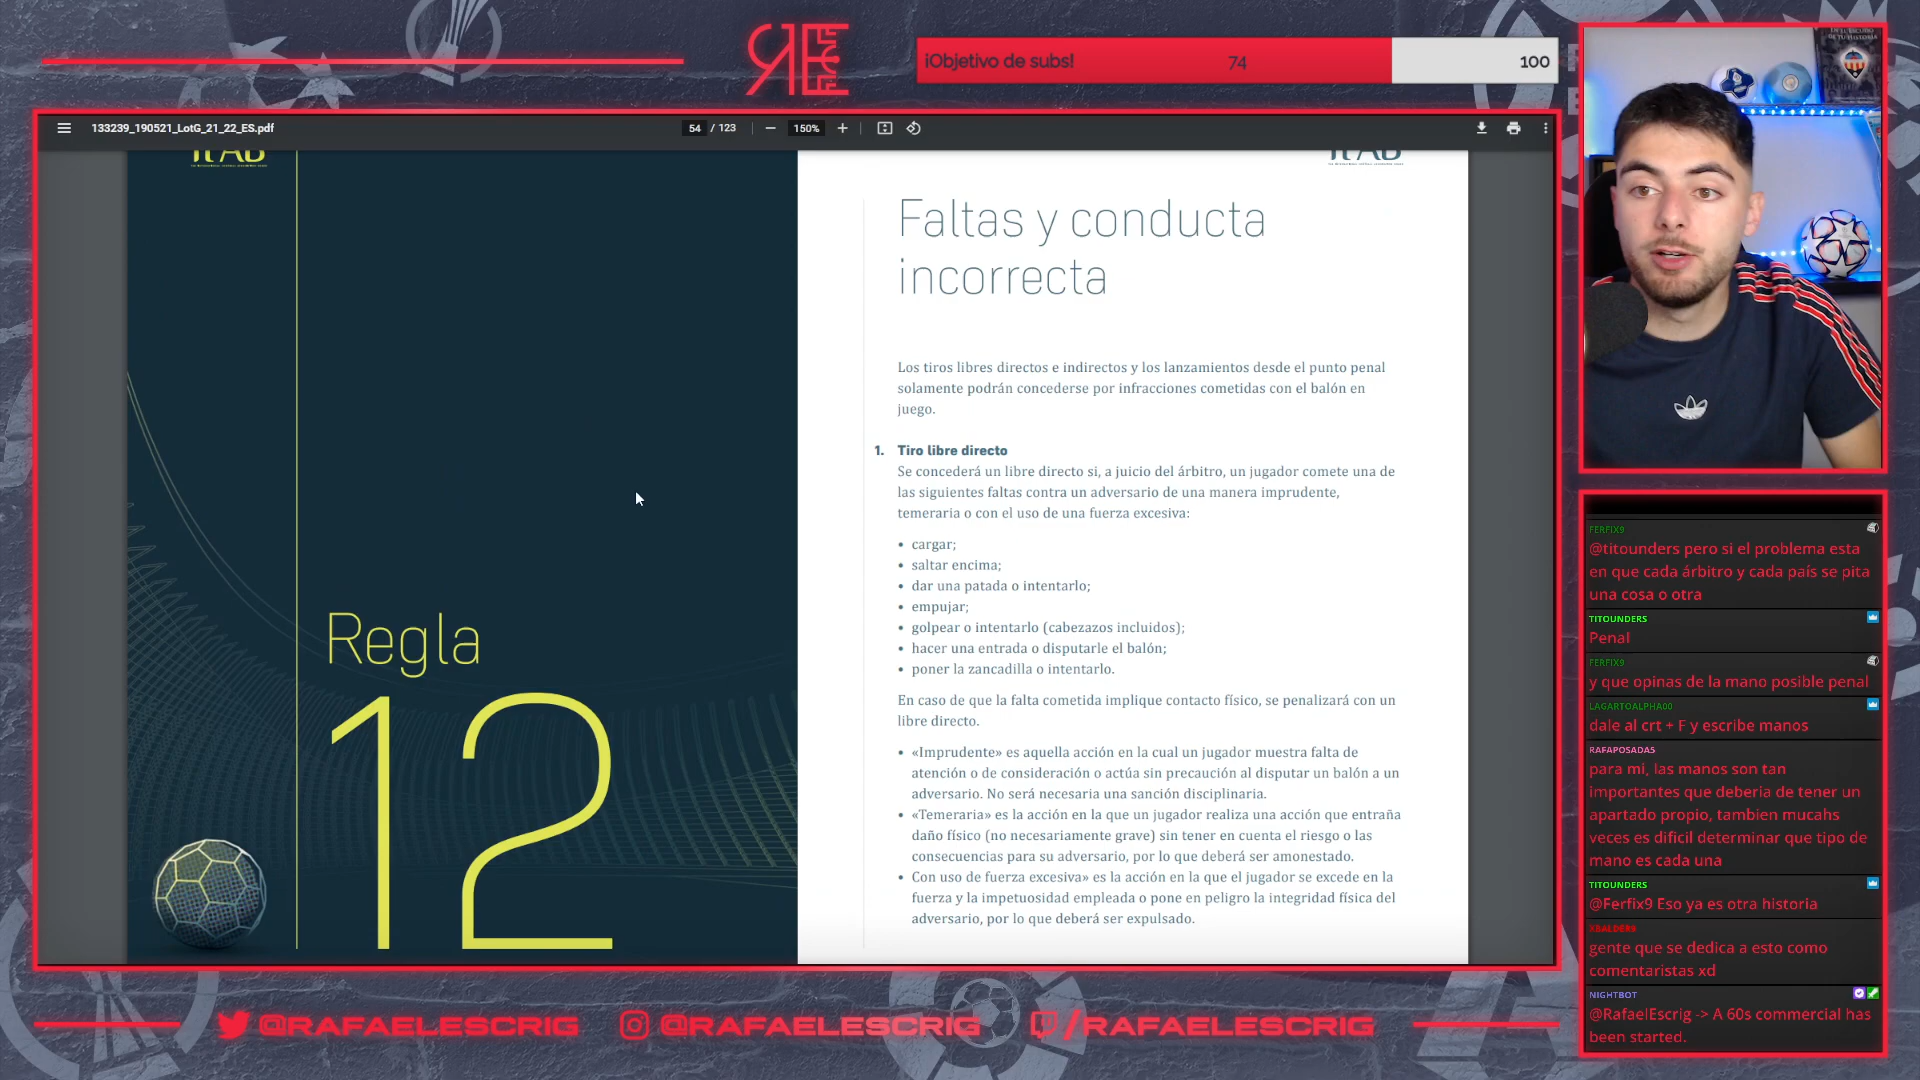 ¡Objetivo de subs!
74
100
133239_190521_LotG_21_22_ES.pdf
54 / 123
150%
Faltas y conducta
incorrecta
Los tiros libres directos e indirectos y los lanzamientos desde el punto penal
solamente podrán concederse por infracciones cometidas con el balón en
juego.
1. Tiro libre directo
Se concederá un libre directo si, a juicio del árbitro, un jugador comete una de
las siguientes faltas contra un adversario de una manera imprudente,
temeraria o con el uso de una fuerza excesiva:
• cargar;
• saltar encima;
• dar una patada o intentarlo;
• empujar;
• golpear o intentarlo (cabezazos incluidos);
• hacer una entrada o disputarle el balón;
• poner la zancadilla o intentarlo.
En caso de que la falta cometida implique contacto físico, se penalizará con un
libre directo.
• «Imprudente» es aquella acción en la cual un jugador muestra falta de
atención o de consideración o actúa sin precaución al disputar un balón a un
adversario. No será necesaria una sanción disciplinaria.
• «Temeraria» es la acción en la que un jugador realiza una acción que entraña
daño físico (no necesariamente grave) sin tener en cuenta el riesgo o las
consecuencias para su adversario, por lo que deberá ser amonestado.
• Con uso de fuerza excesiva» es la acción en la que el jugador se excede en la
fuerza y la impetuosidad empleada o pone en peligro la integridad física del
adversario, por lo que deberá ser expulsado.
Regla
12
FERFIX9
@titounders pero si el problema esta
en que cada árbitro y cada país se pita
una cosa o otra
TITOUNDERS
Penal
FERFIX9
y que opinas de la mano posible penal
LAGARTOALPHA00
dale al crt + F y escribe manos
RAFAPOSADAS
para mi, las manos son tan
importantes que deberia de tener un
apartado propio, tambien mucahs
veces es dificil determinar que tipo de
mano es cada una
TITOUNDERS
@Ferfix9 Eso ya es otra historia
gente que se dedica a esto como
comentaristas xd
NIGHTBOT
@RafaelEscrig -> A 60s commercial has
been started.
@RAFAELESCRIG
@RAFAELESCRIG
/RAFAELESCRIG